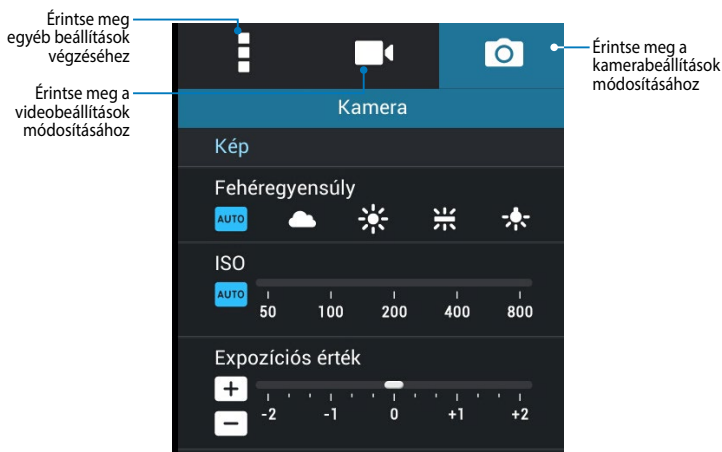 Érintse meg
egyéb beállítások
végzéséhez
Érintse meg a
videobeállítások
módosításához
Érintse meg a
kamerabeállítások
módosításához
Kamera
Kép
Fehéregyensúly
AUTO
ISO
AUTO
50 100 200 400 800
Expozíciós érték
+
-2 -1 0 +1 +2
−